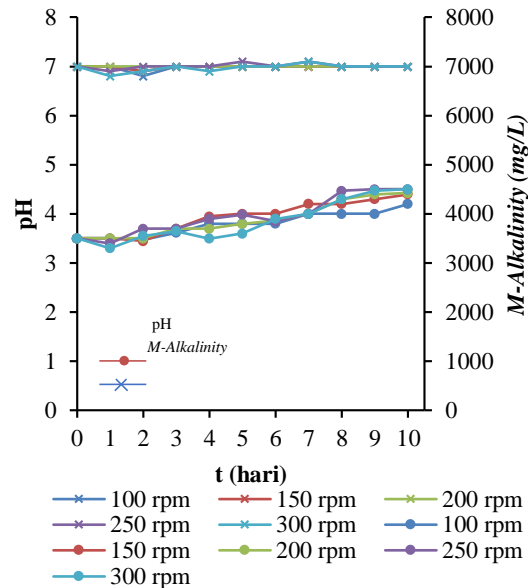 8 8000
7 7000
6 6000
5 5000
4 4000
3 3000
2 2000
1 1000
0 0
pH
M-Alkalinity (mg/L)
pH
M-Alkalinity
0 1 2 3 4 5 6 7 8 9 10
t (hari)
100 rpm 150 rpm 200 rpm
250 rpm 300 rpm 100 rpm
150 rpm 200 rpm 250 rpm
300 rpm